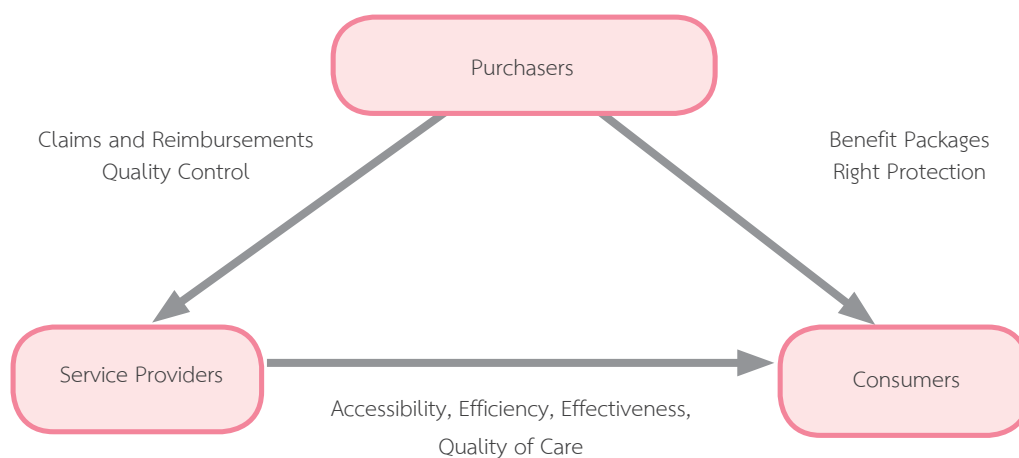 Purchasers
Claims and Reimbursements
Quality Control
Benefit Packages
Right Protection
Service Providers
Consumers
Accessibility, Efficiency, Effectiveness,
Quality of Care